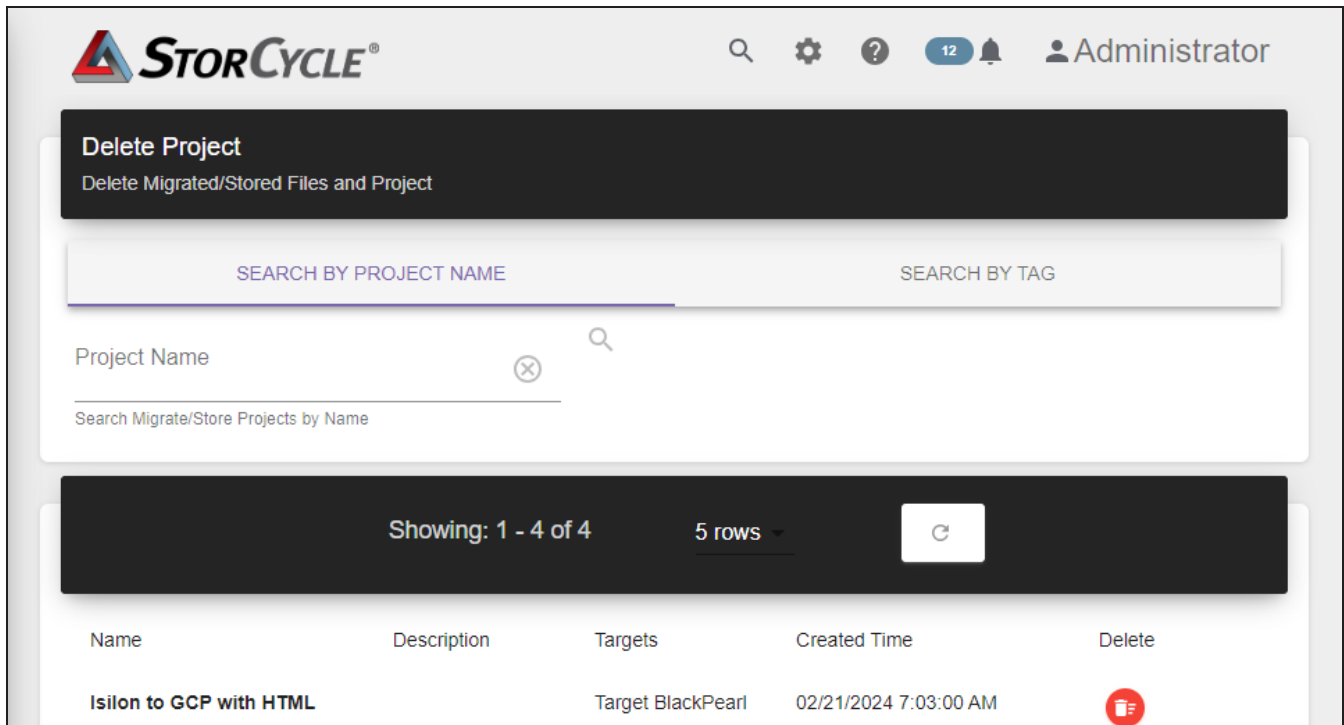 STORCYCLE®
12
Administrator
Delete Project
Delete Migrated/Stored Files and Project
SEARCH BY PROJECT NAME
SEARCH BY TAG
Project Name
Search Migrate/Store Projects by Name
Showing: 1 - 4 of 4
5 rows
Name Description Targets Created Time Delete
Isilon to GCP with HTML Target BlackPearl 02/21/2024 7:03:00 AM